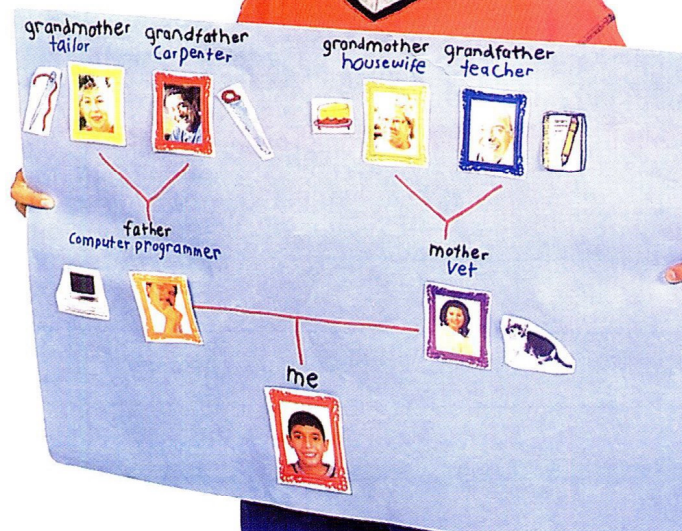 grandmother
tailor
grandfather
Carpenter
grandmother
housewife
grandfather
teacher
father
Computer programmer
mother
Vet
me